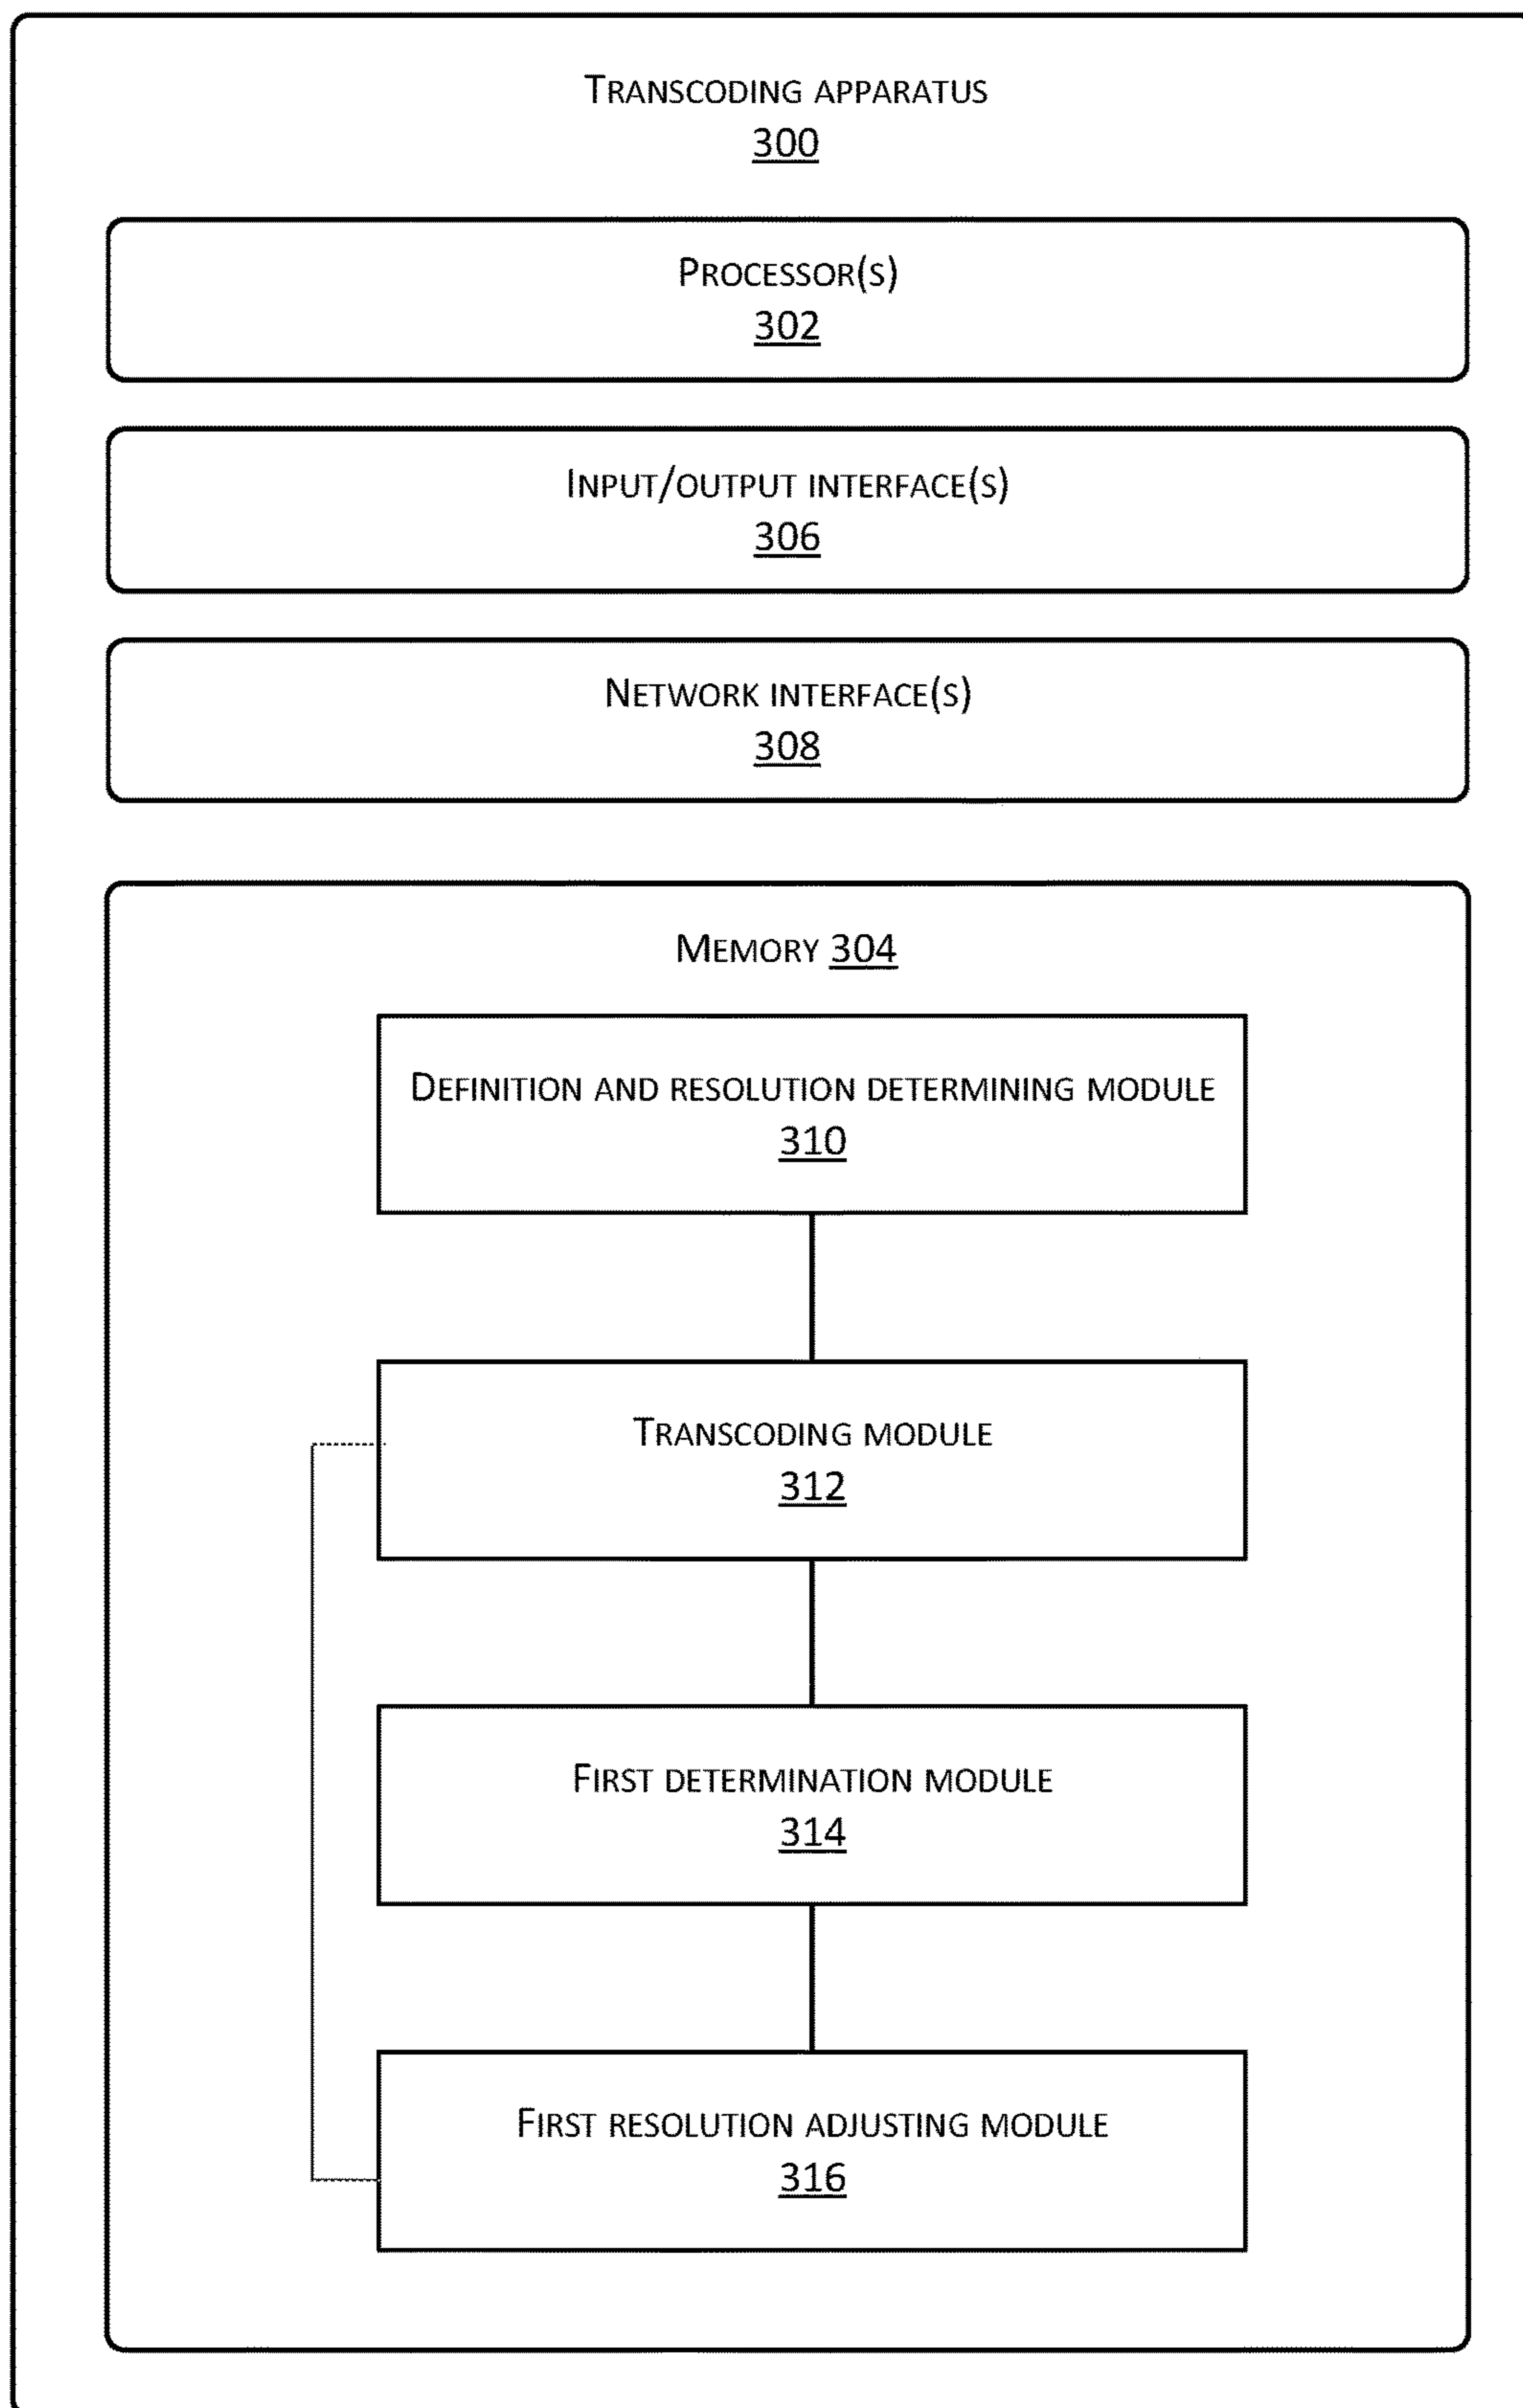 TRANSCODING APPARATUS
300
PROCESSOR(S)
302
INPUT/OUTPUT INTERFACE(S)
306
NETWORK INTERFACE(S)
308
MEMORY 304
DEFINITION AND RESOLUTION DETERMINING MODULE
310
TRANSCODING MODULE
312
FIRST DETERMINATION MODULE
314
FIRST RESOLUTION ADJUSTING MODULE
316